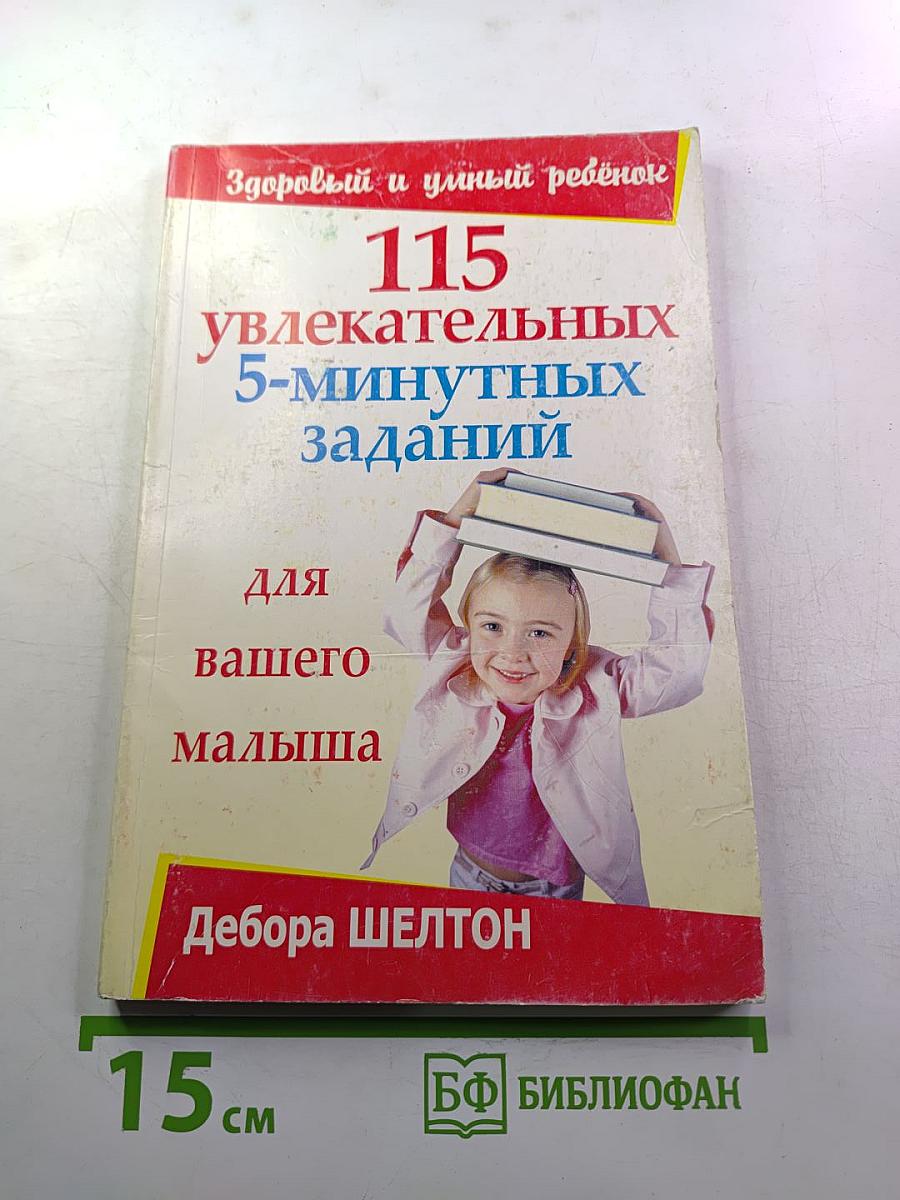 Здоровый и умный ребёнок
115
увлекательных
5-минутных
заданий
для
вашего
малыша
Дебора ШЕЛТОН
15 см
БФ БИБЛИОФАН